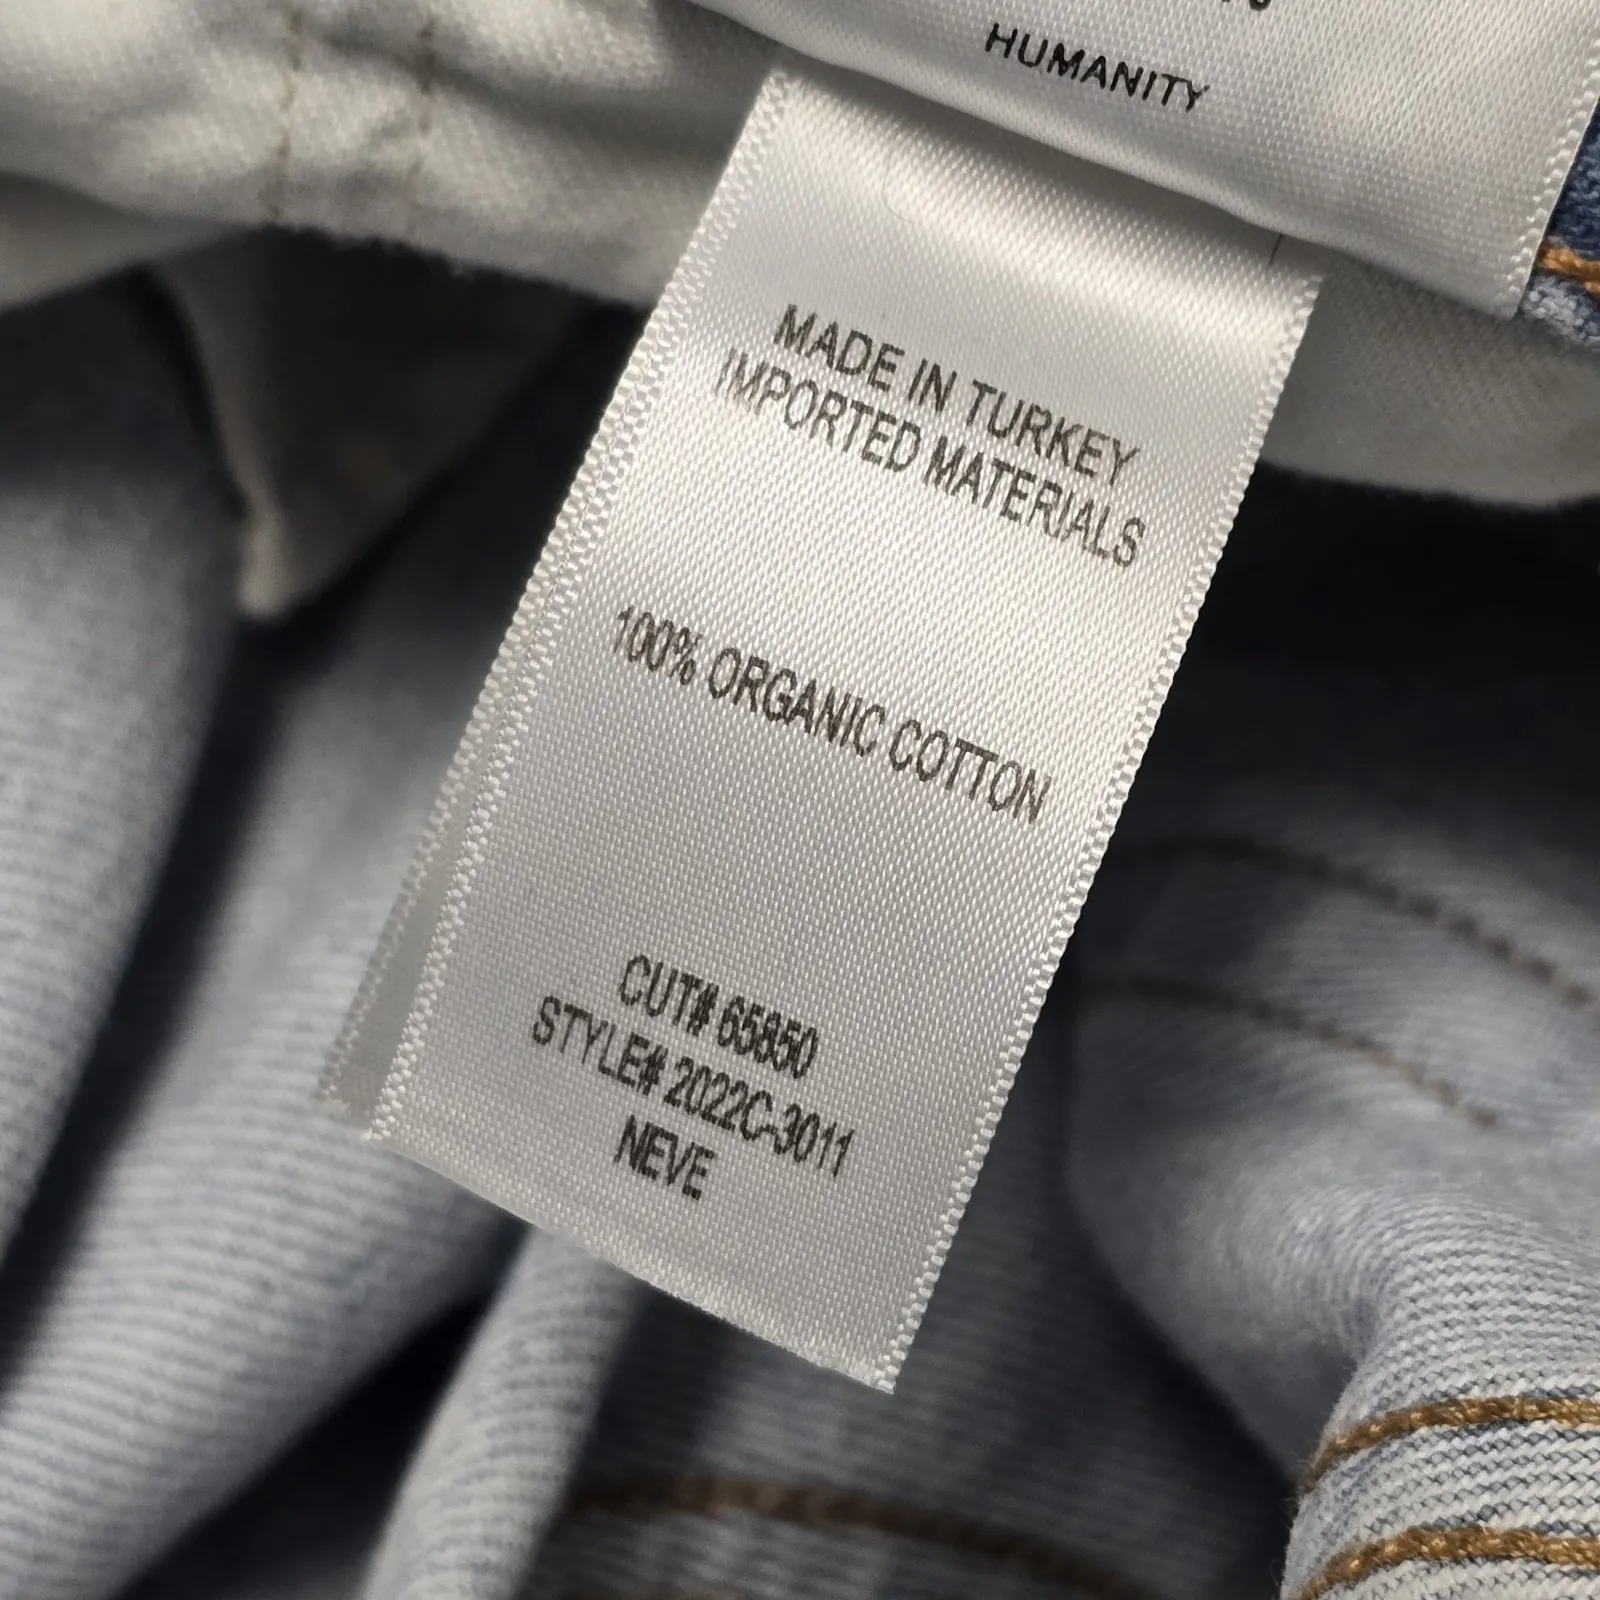 HUMANITY
MADE IN TURKEY
IMPORTED MATERIALS
100% ORGANIC COTTON
CUT# 65850
STYLE# 2022C-3011
NEVE